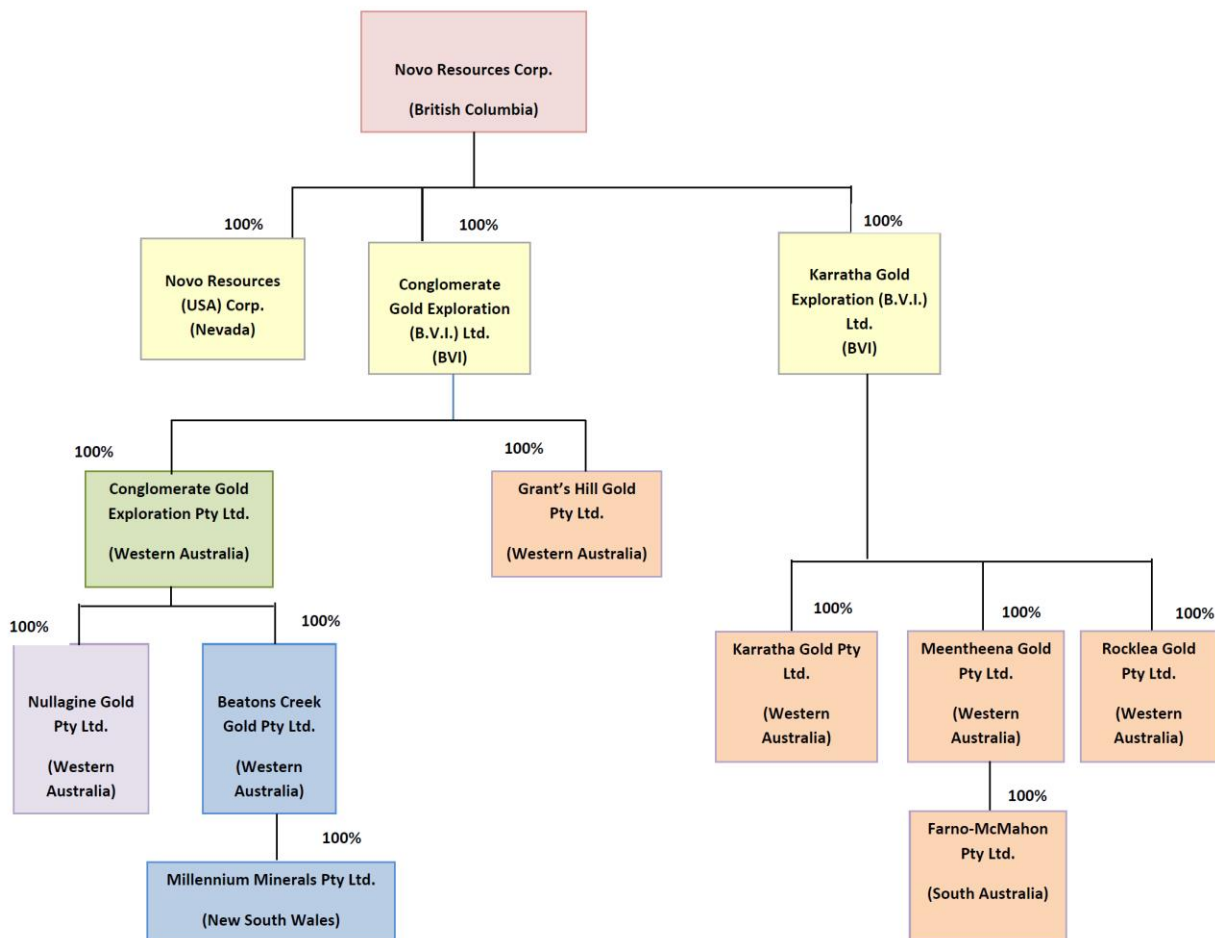 Novo Resources Corp.
(British Columbia)
100%
100%
100%
Novo Resources
(USA) Corp.
(Nevada)
Conglomerate
Gold Exploration
(B.V.I.) Ltd.
(BVI)
Karratha Gold
Exploration (B.V.I.)
Ltd.
(BVI)
100%
100%
Conglomerate Gold
Exploration Pty Ltd.
(Western Australia)
Grant’s Hill Gold
Pty Ltd.
(Western Australia)
100%
100%
100%
100%
100%
Nullagine Gold
Pty Ltd.
(Western
Australia)
Beatons Creek
Gold Pty Ltd.
(Western
Australia)
Karratha Gold Pty
Ltd.
(Western
Australia)
Meentheena Gold
Pty Ltd.
(Western
Australia)
Rocklea Gold
Pty Ltd.
(Western
Australia)
100%
100%
Millennium Minerals Pty Ltd.
(New South Wales)
Farno-McMahon
Pty Ltd.
(South Australia)